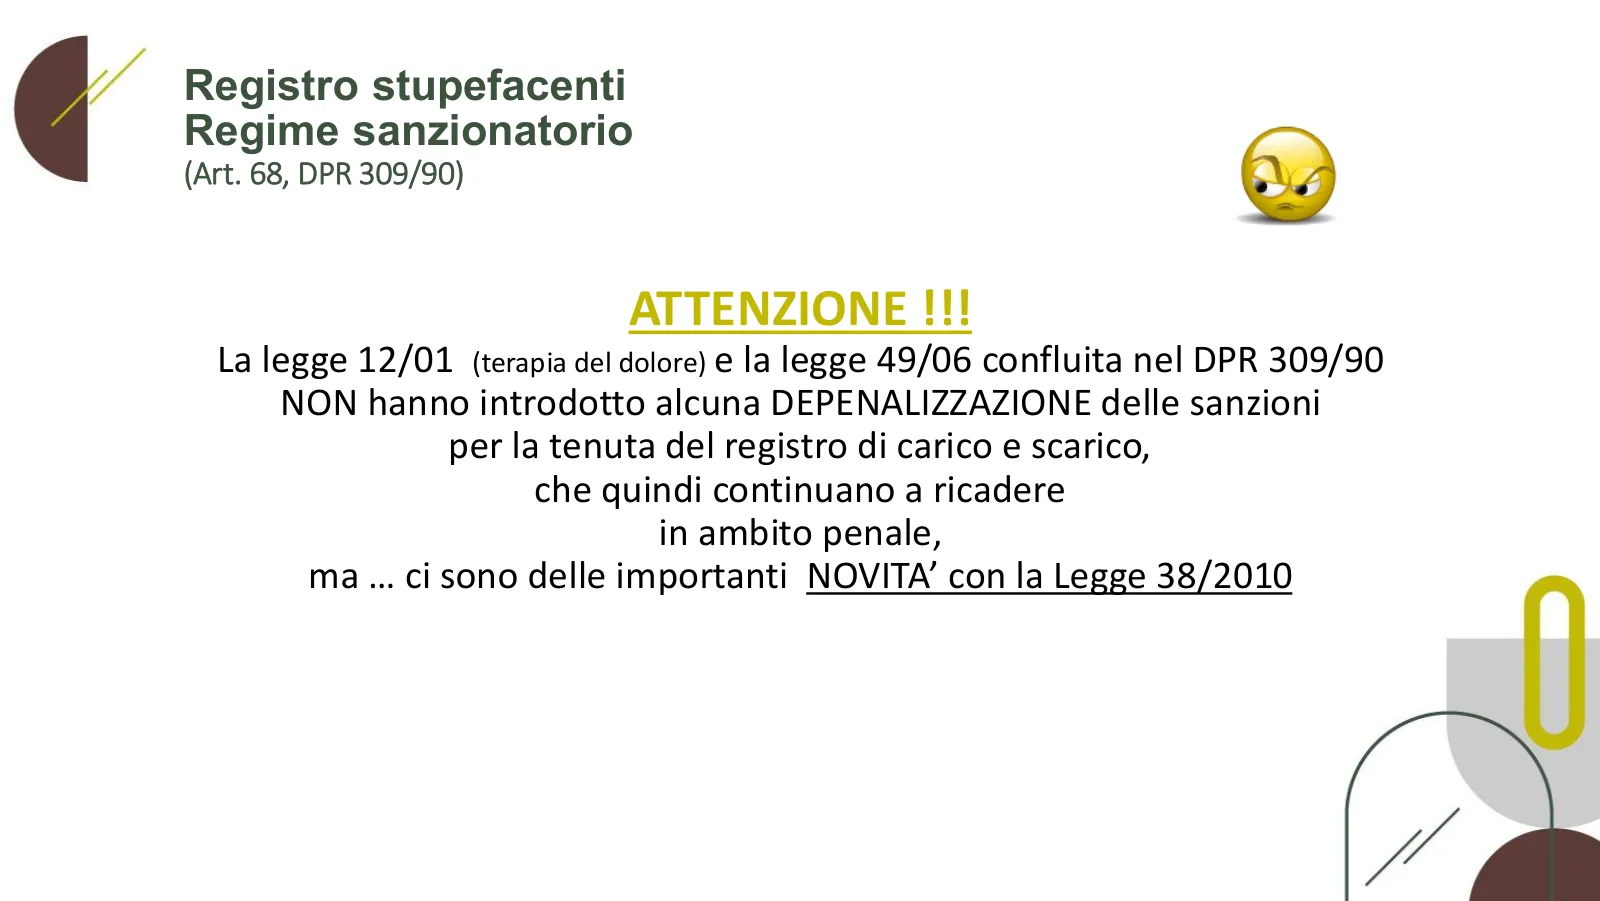 Registro stupefacenti
Regime sanzionatorio
(Art. 68, DPR 309/90)
ATTENZIONE !!!
La legge 12/01 (terapia del dolore) e la legge 49/06 confluita nel DPR 309/90
NON hanno introdotto alcuna DEPENALIZZAZIONE delle sanzioni
per la tenuta del registro di carico e scarico,
che quindi continuano a ricadere
in ambito penale,
ma … ci sono delle importanti NOVITA’ con la Legge 38/2010